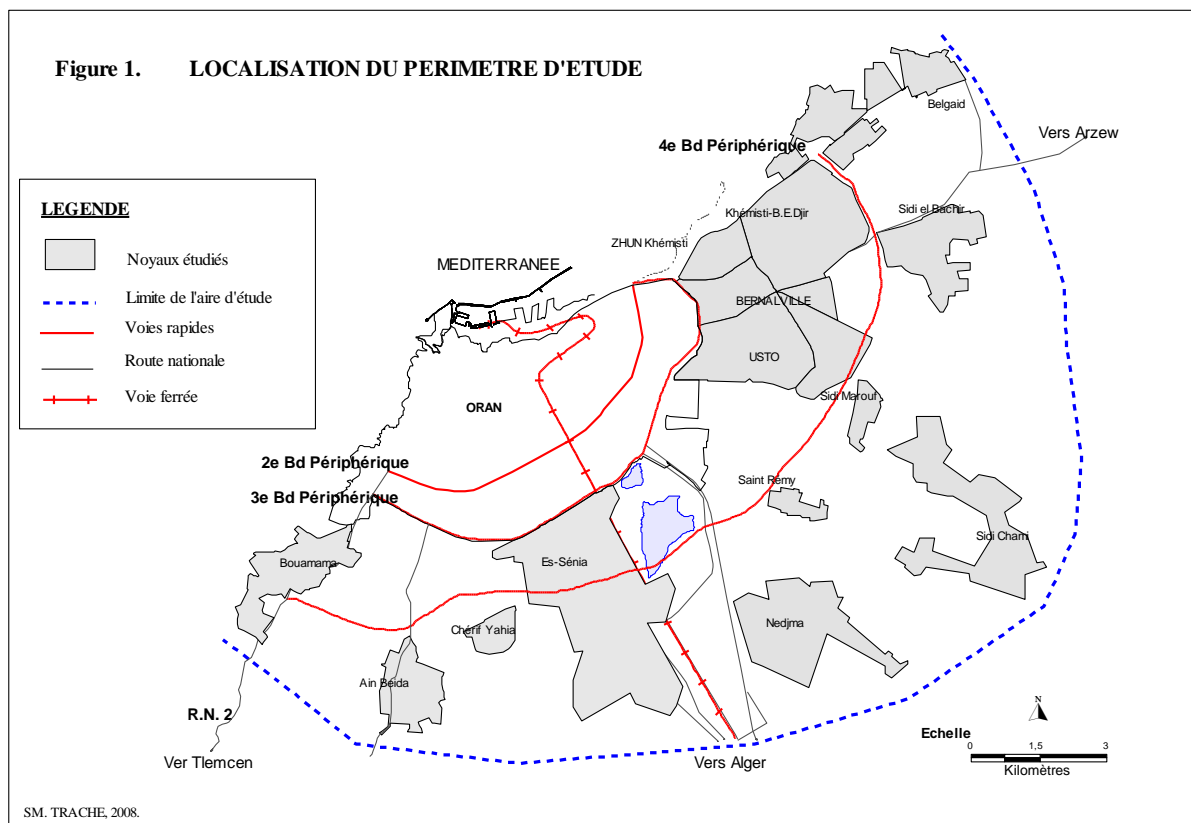 Figure 1. LOCALISATION DU PERIMETRE D'ETUDE
Belgaid
Vers Arzew
4e Bd Périphérique
LEGENDE
Noyaux étudiés
Limite de l'aire d'étude
Voies rapides
Route nationale
Voie ferrée
Khémisti-B.E.Djir
Sidi el Bachir
ZHUN Khémisti
MEDITERRANEE
BERNALVILLE
USTO
Sidi Marouf
ORAN
2e Bd Périphérique
3e Bd Périphérique
Saint Rémy
Sidi Chami
Bouamama
Es-Sénia
Nedjma
Chérif Yahia
Ain Beida
R.N. 2
Ver Tlemcen
Vers Alger
N
Echelle
0 1,5 3
Kilomètres
SM. TRACHE, 2008.